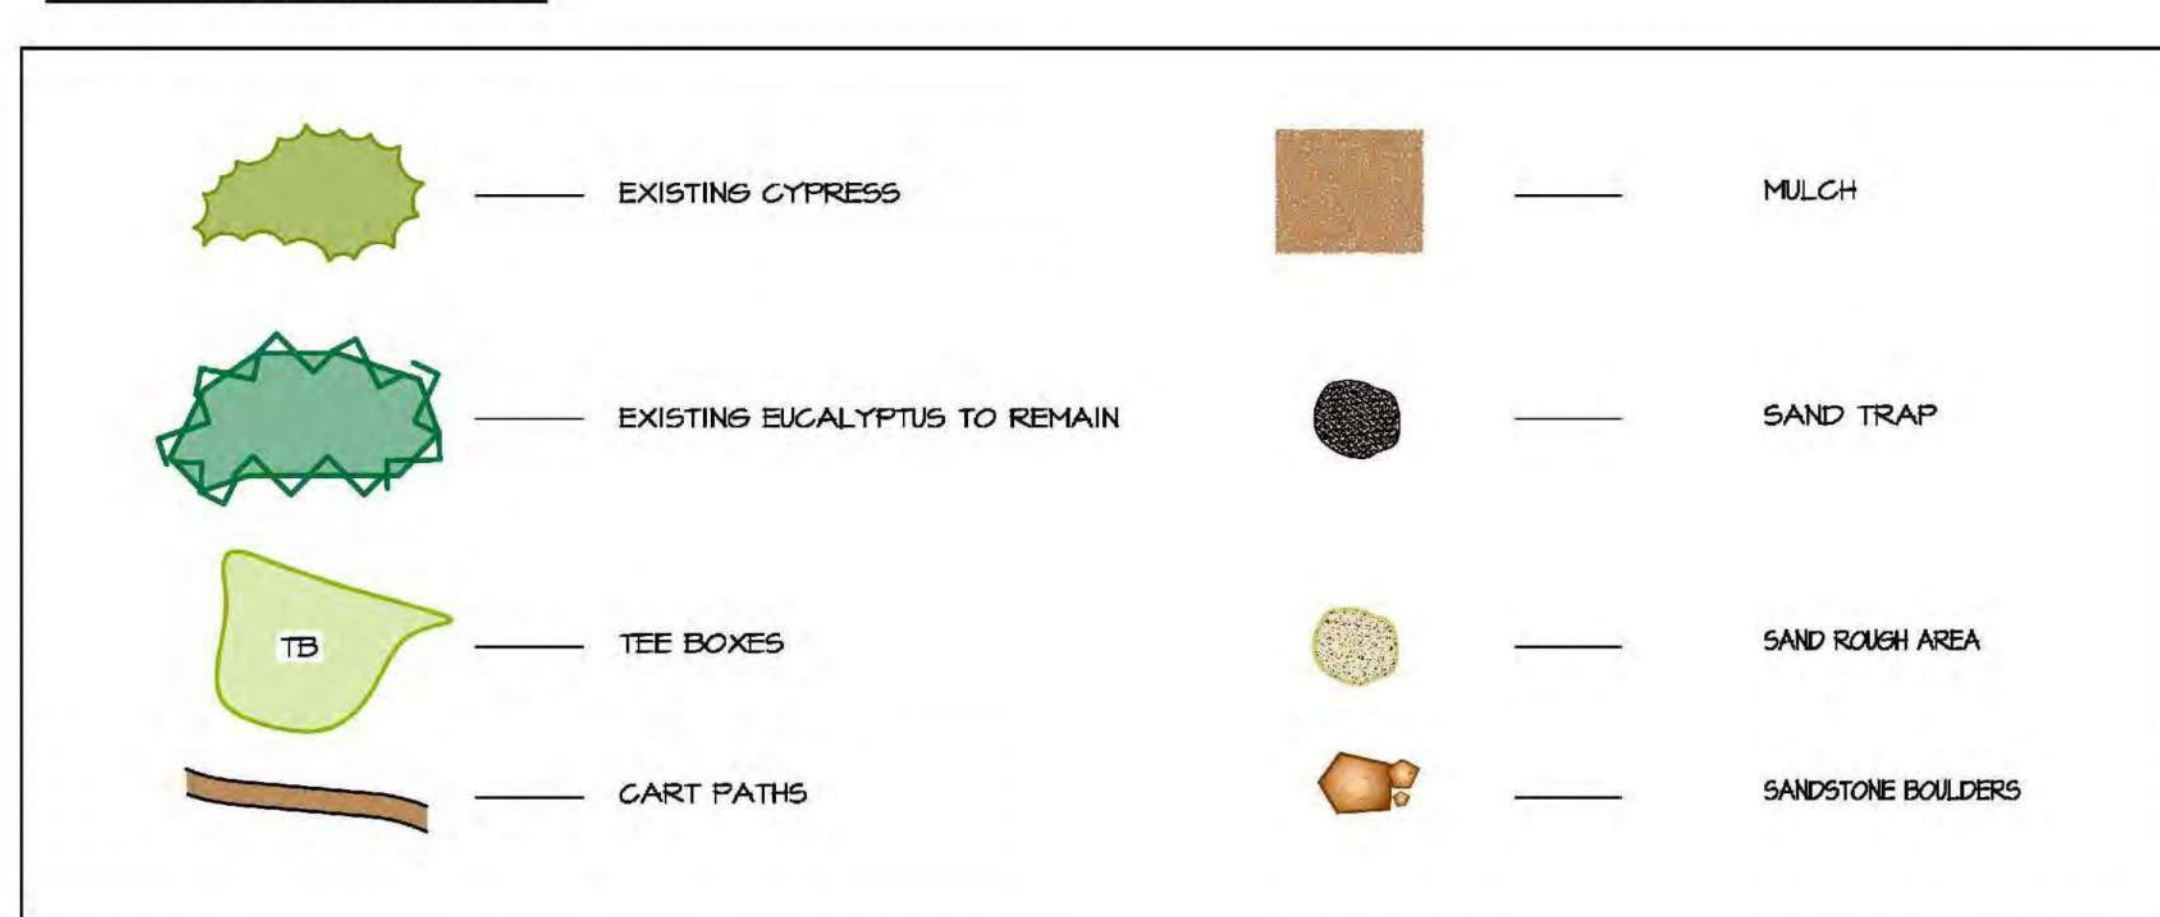 EXISTING CYPRESS
EXISTING EUCALYPTUS TO REMAIN
TB
TEE BOXES
CART PATHS
MULCH
SAND TRAP
SAND ROUGH AREA
SANDSTONE BOULDERS